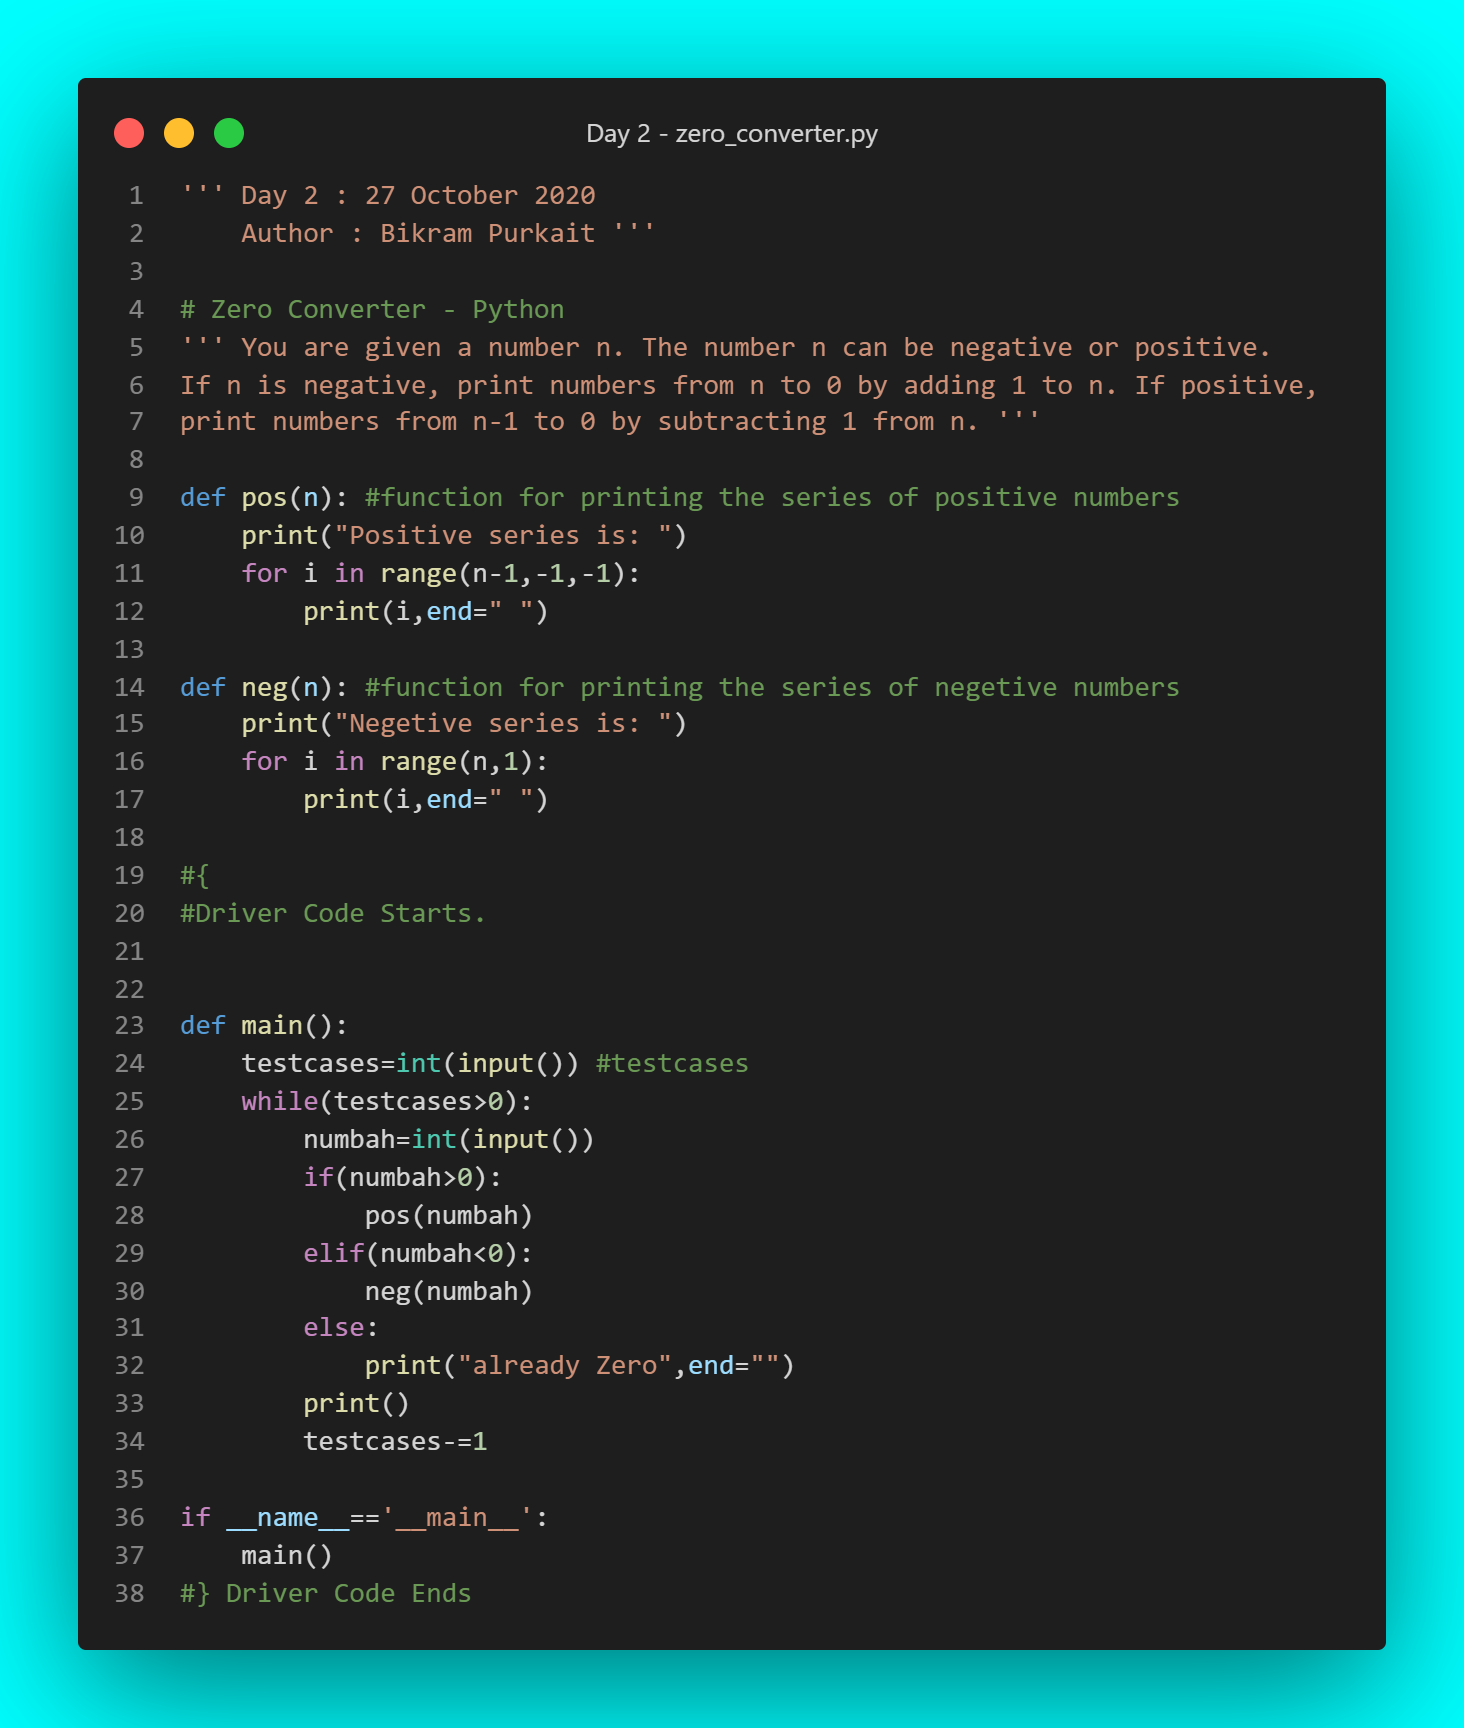 Day 2 - zero_converter.py
1 ''' Day 2 : 27 October 2020
2     Author : Bikram Purkait '''
3
4 # Zero Converter - Python
5 ''' You are given a number n. The number n can be negative or positive.
6 If n is negative, print numbers from n to 0 by adding 1 to n. If positive,
7 print numbers from n-1 to 0 by subtracting 1 from n. '''
8
9 def pos(n): #function for printing the series of positive numbers
10     print("Positive series is: ")
11     for i in range(n-1,-1,-1):
12         print(i,end=" ")
13
14 def neg(n): #function for printing the series of negetive numbers
15     print("Negetive series is: ")
16     for i in range(n,1):
17         print(i,end=" ")
18
19 #{
20 #Driver Code Starts.
21
22
23 def main():
24     testcases=int(input()) #testcases
25     while(testcases>0):
26         numbah=int(input())
27         if(numbah>0):
28             pos(numbah)
29         elif(numbah<0):
30             neg(numbah)
31         else:
32             print("already Zero",end="")
33         print()
34         testcases-=1
35
36 if __name__=='__main__':
37     main()
38 #} Driver Code Ends